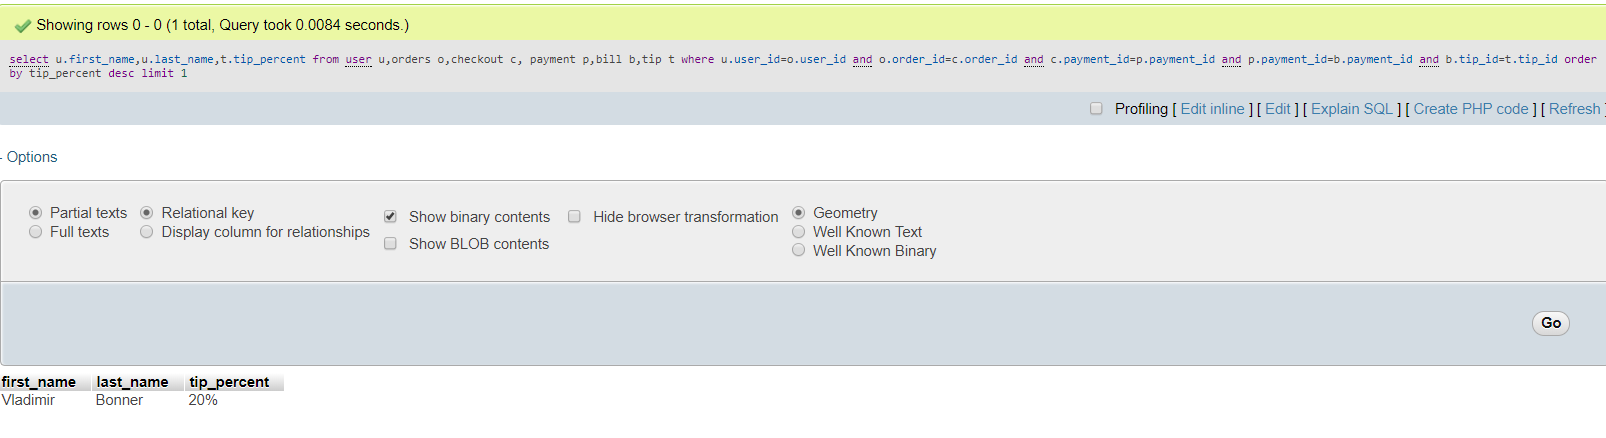 Showing rows 0 - 0 (1 total, Query took 0.0084 seconds.)
select u.first_name,u.last_name,t.tip_percent from user u,orders o,checkout c, payment p,bill b,tip t where u.user_id=o.user_id and o.order_id=c.order_id and c.payment_id=p.payment_id and p.payment_id=b.payment_id and b.tip_id=t.tip_id order
by tip_percent desc limit 1
Profiling [ Edit inline ] [ Edit ] [ Explain SQL ] [ Create PHP code ] [ Refresh ]
- Options
Partial texts Relational key Show binary contents Hide browser transformation Geometry
Full texts Display column for relationships Show BLOB contents Well Known Text
Well Known Binary
Go
first_name last_name tip_percent
Vladimir Bonner 20%